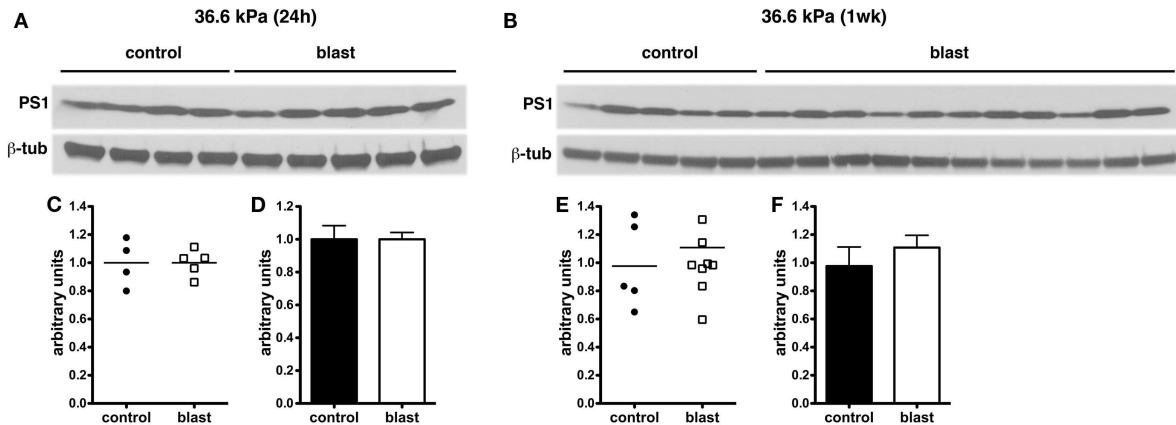 A 36.6 kPa (24h)
control blast
PS1
β-tub
B 36.6 kPa (1wk)
control blast
PS1
β-tub
C
arbitrary units
1.4
1.2
1.0
0.8
0.6
0.4
0.2
0.0
control blast
D
arbitrary units
1.2
1.0
0.8
0.6
0.4
0.2
0.0
control blast
E
arbitrary units
1.4
1.2
1.0
0.8
0.6
0.4
0.2
0.0
control blast
F
arbitrary units
1.4
1.2
1.0
0.8
0.6
0.4
0.2
0.0
control blast